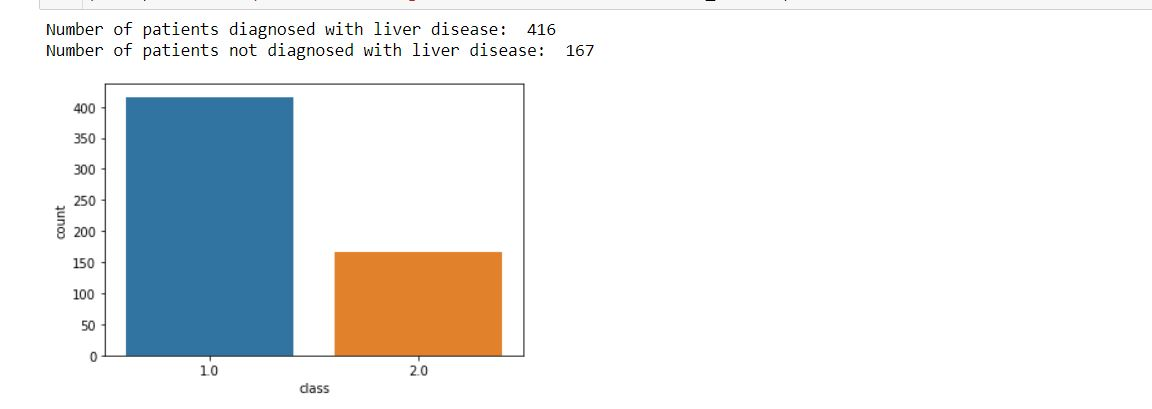 Number of patients diagnosed with liver disease:  416
Number of patients not diagnosed with liver disease:  167
400
350
300
250
200
150
100
50
0
count
1.0 2.0
class